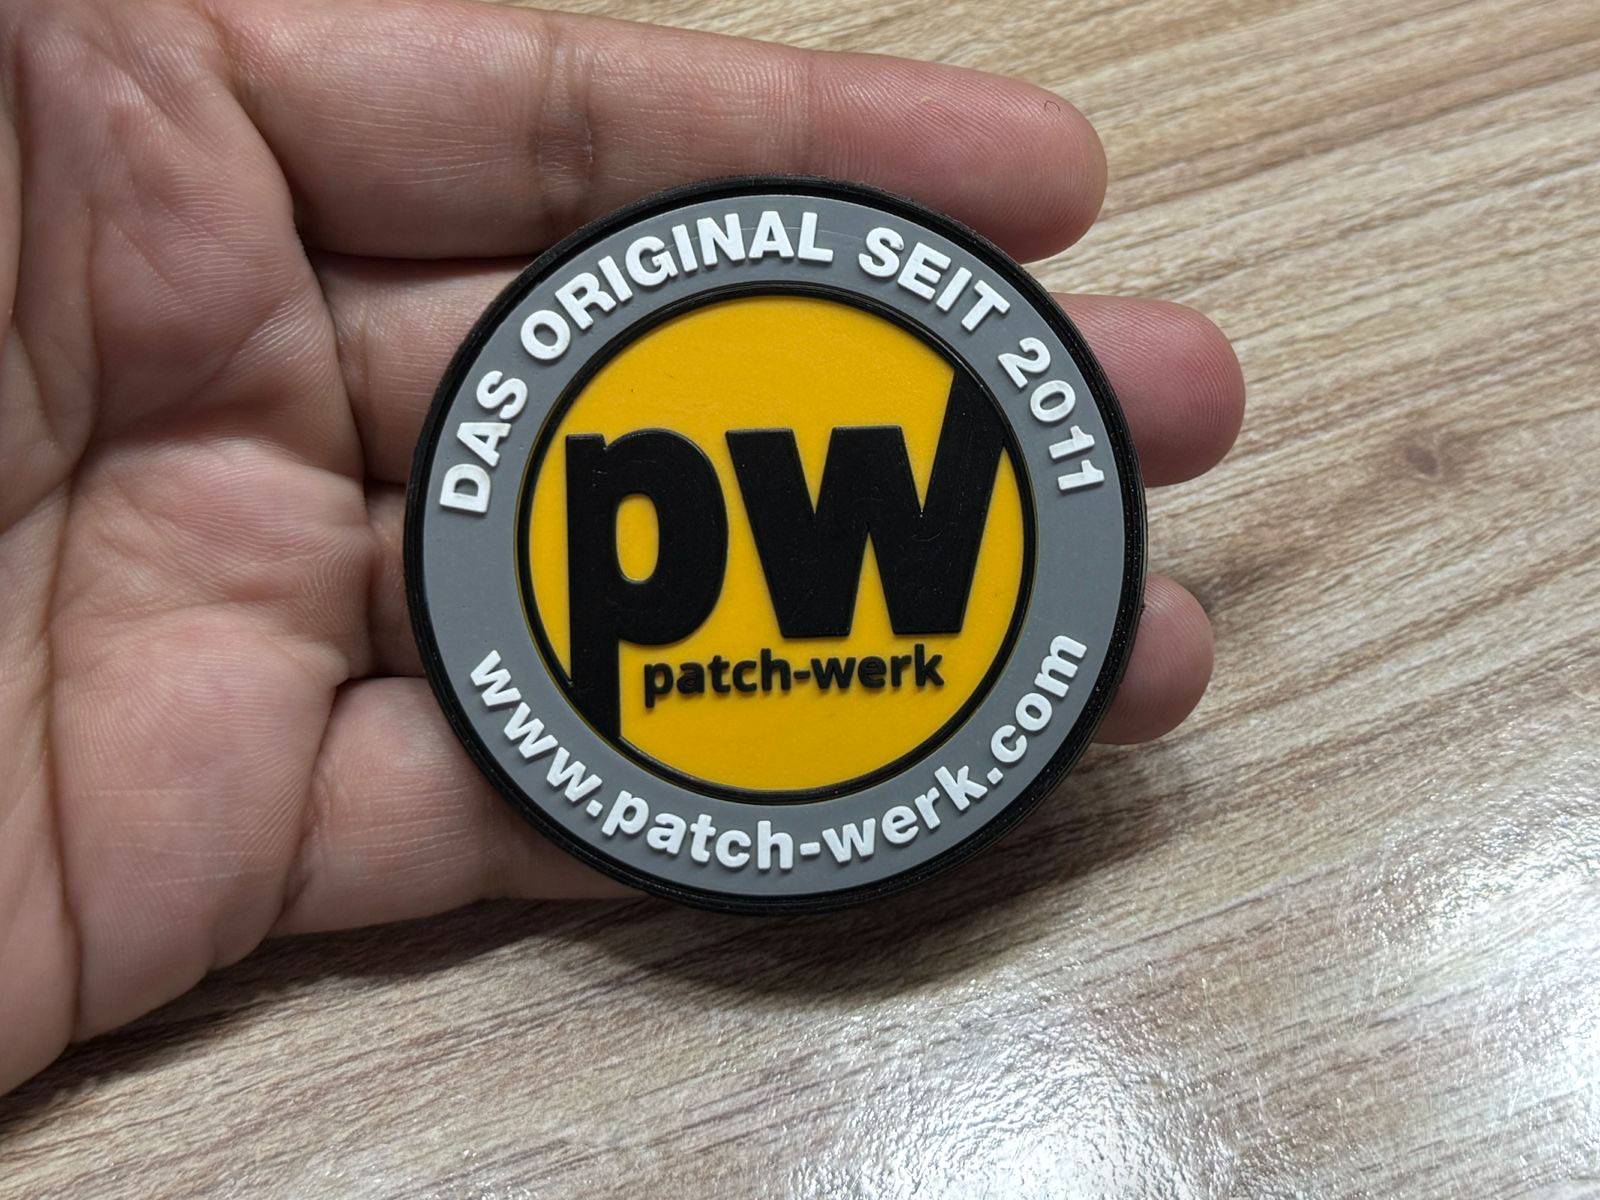 DAS ORIGINAL SEIT 2011
pw
patch-werk
www.patch-werk.com